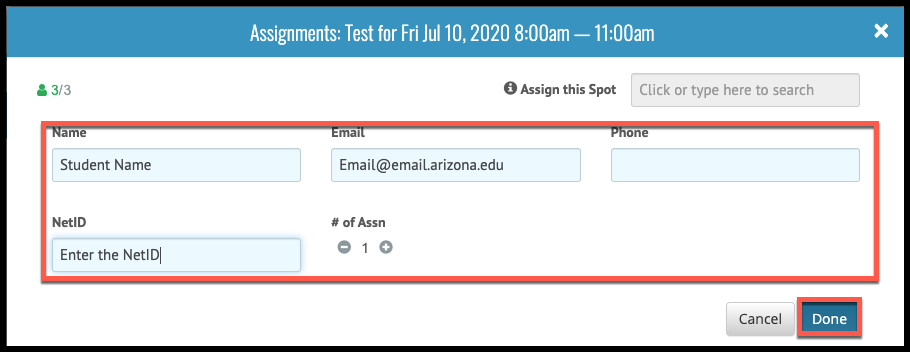 Assignments: Test for Fri Jul 10, 2020 8:00am — 11:00am
3/3 Assign this Spot Click or type here to search
Name Email Phone
Student Name Email@email.arizona.edu
NetID # of Assn
Enter the NetID 1
Cancel Done